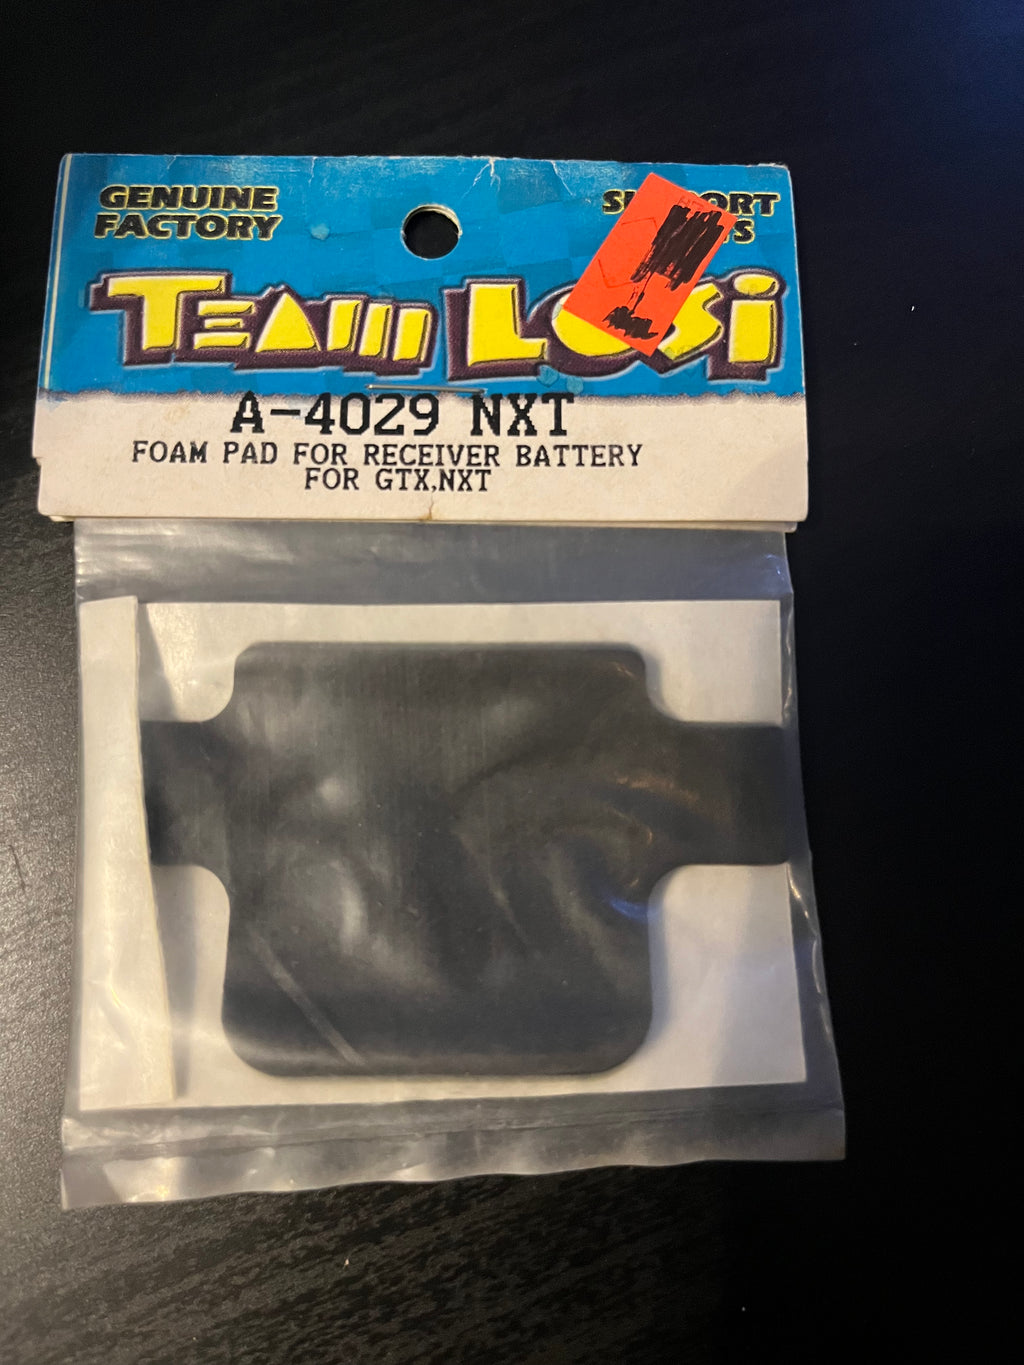 GENUINE
FACTORY
TEAM LOSI
A-4029 NXT
FOAM PAD FOR RECEIVER BATTERY
FOR GTX,NXT